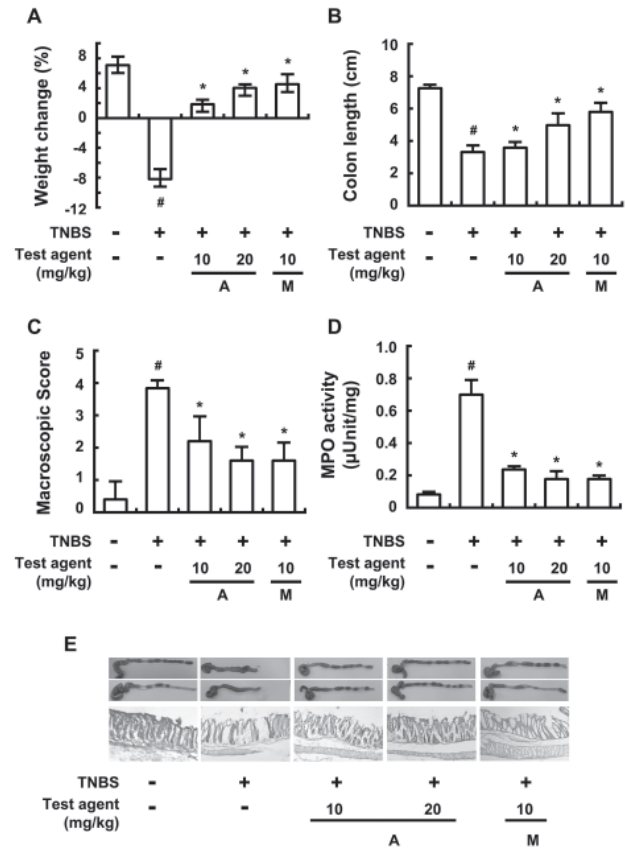 A
Weight change (%)
8
4
0
-4
-8
-12
* * *
#
TNBS - + + + +
Test agent - - 10 20 10
(mg/kg)
A M
B
Colon length (cm)
10
8
6
4
2
0
# * * *
TNBS - + + + +
Test agent - - 10 20 10
(mg/kg)
A M
C
Macroscopic Score
5
4
3
2
1
0
# * * *
TNBS - + + + +
Test agent - - 10 20 10
(mg/kg)
A M
D
MPO activity
(µUnit/mg)
1.0
0.8
0.6
0.4
0.2
0
# * * *
TNBS - + + + +
Test agent - - 10 20 10
(mg/kg)
A M
E
TNBS - + + + +
Test agent - - 10 20 10
(mg/kg)
A M